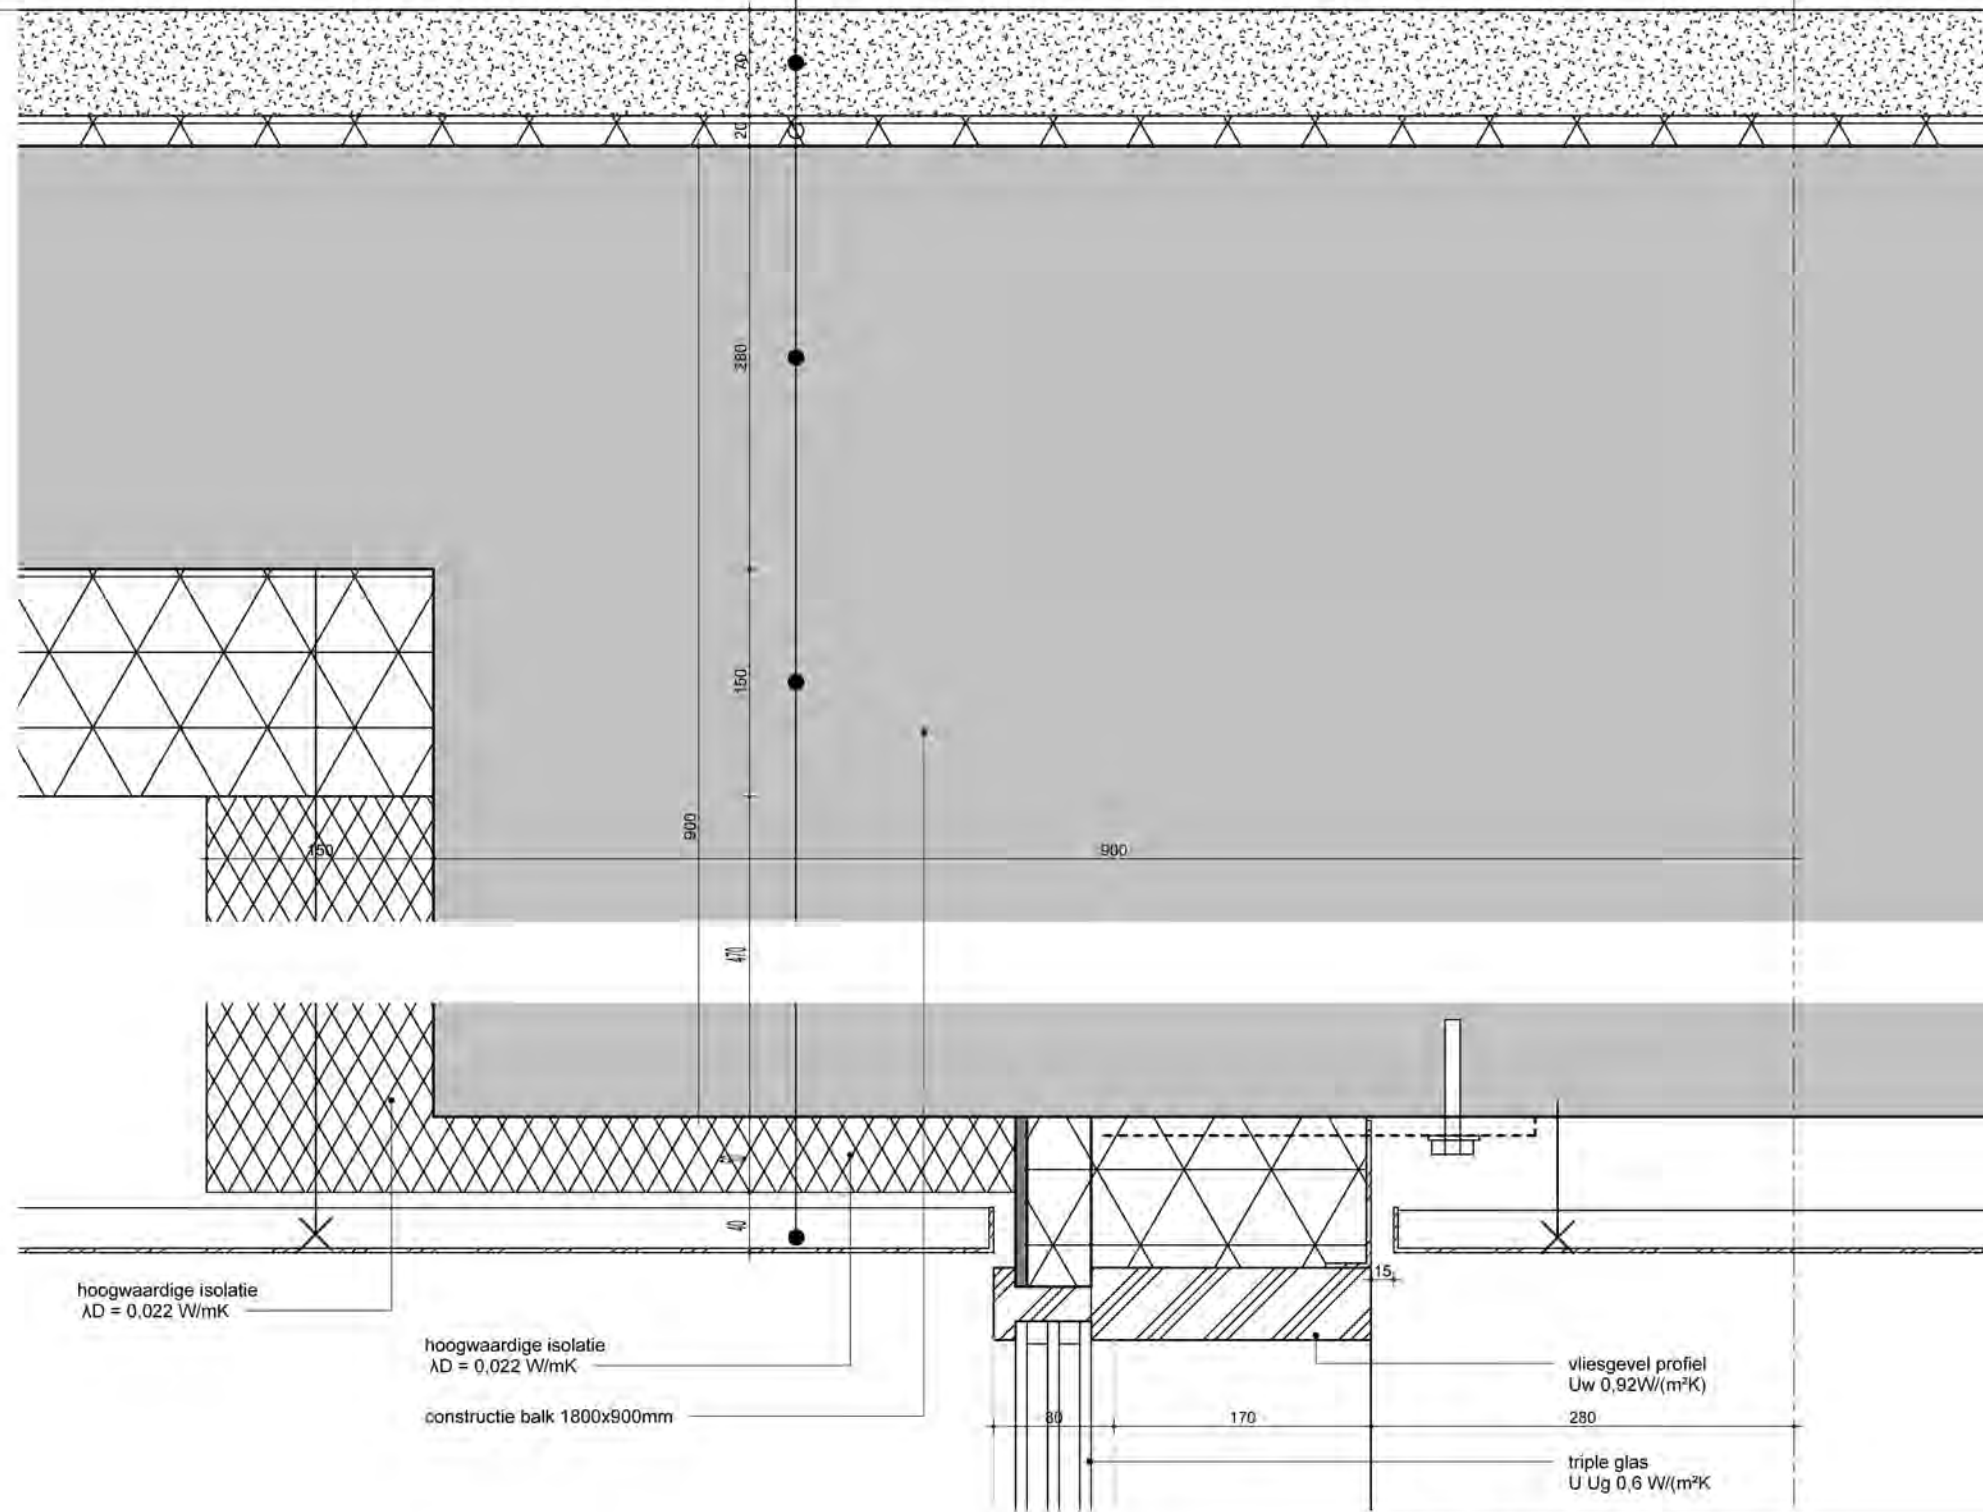 70
20
280
150
900
150
900
470
40
15
hoogwaardige isolatie
λD = 0,022 W/mK
hoogwaardige isolatie
λD = 0,022 W/mK
constructie balk 1800x900mm
vliesgevel profiel
Uw 0,92W/(m²K)
80
170
280
triple glas
U Ug 0,6 W/(m²K